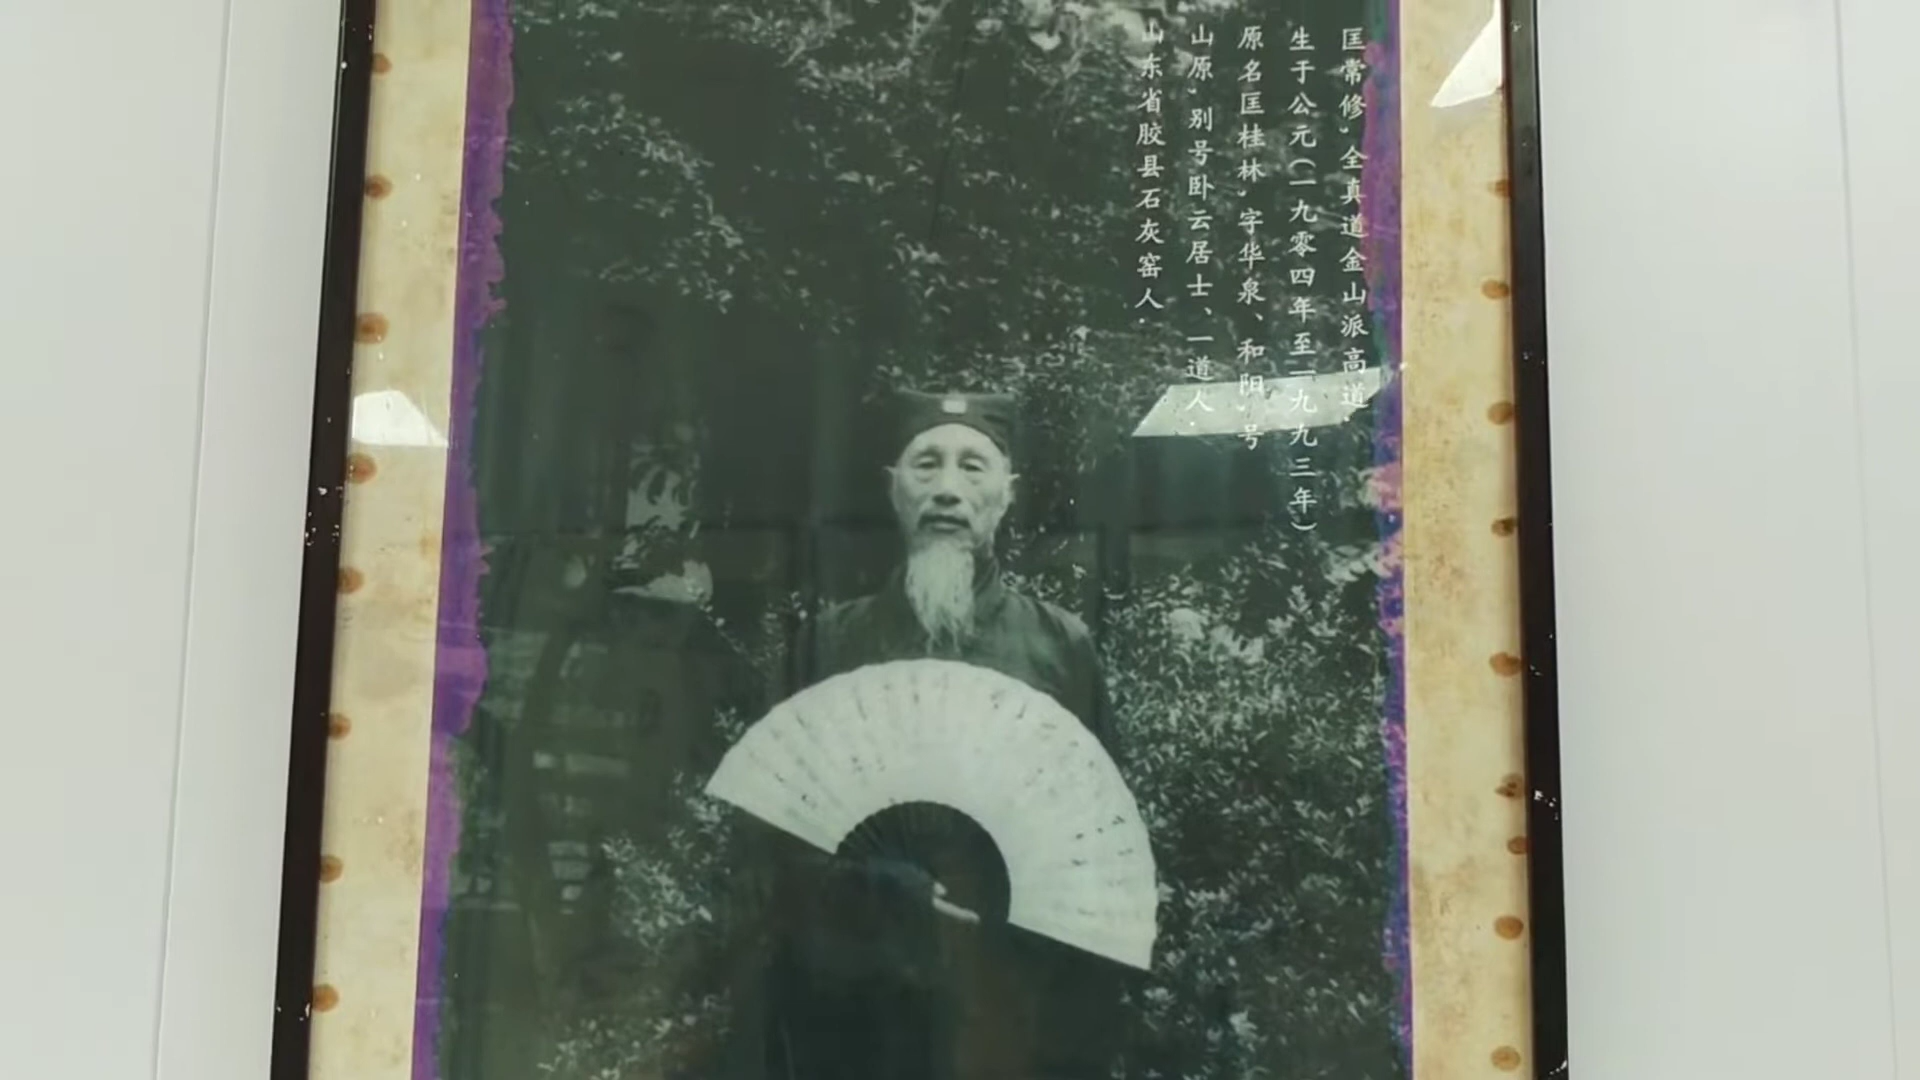 匡常修,全真道金山派高道.
生于公元(一九零四年至一九九三年)
原名匡桂林,字华泉、和阳,号
山原,别号卧云居士、一道人.
山东省胶县石灰窑人.